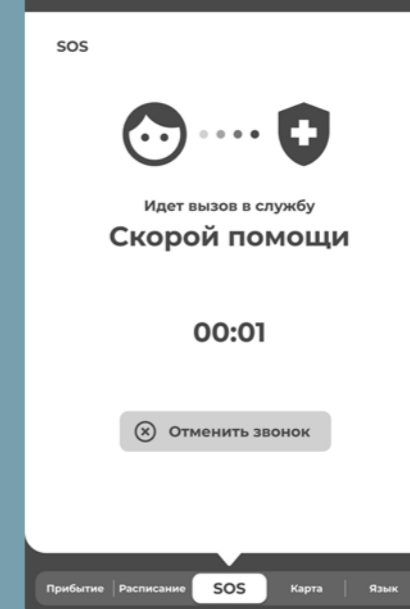 SOS
Идет вызов в службу
Скорой помощи
00:01
Отменить звонок
Прибытие Расписание SOS Карта Язык